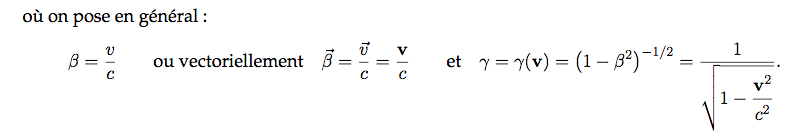 où on pose en général :
β = v/c ou vectoriellement β⃗ = v⃗/c = 𝐯/c et γ = γ(𝐯) = (1 − β²)^(−1/2) = 1/√(1 − 𝐯²/c²).